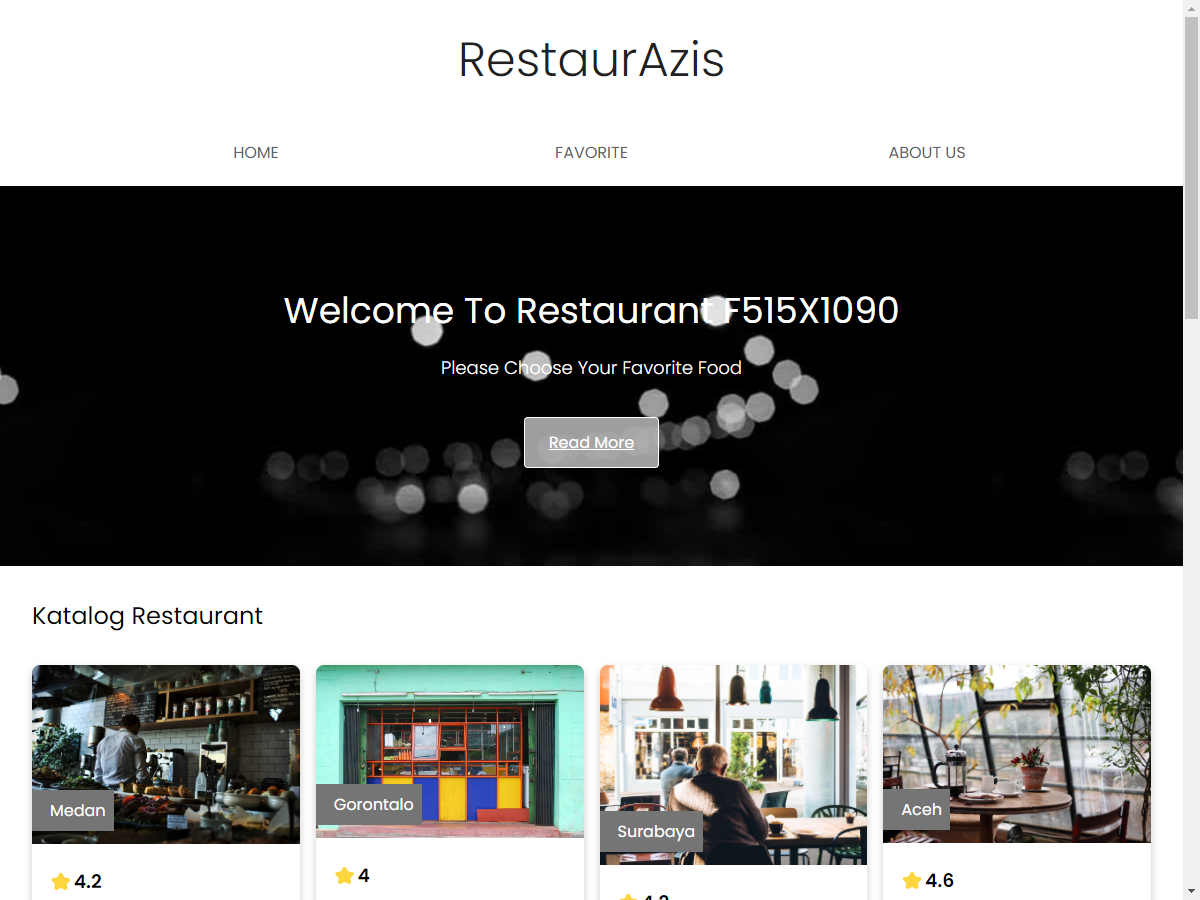 RestaurAzis
HOME FAVORITE ABOUT US
Welcome To Restaurant F515X1090
Please Choose Your Favorite Food
Read More
Katalog Restaurant
Medan
Gorontalo
Surabaya
Aceh
4.2
4
4.6